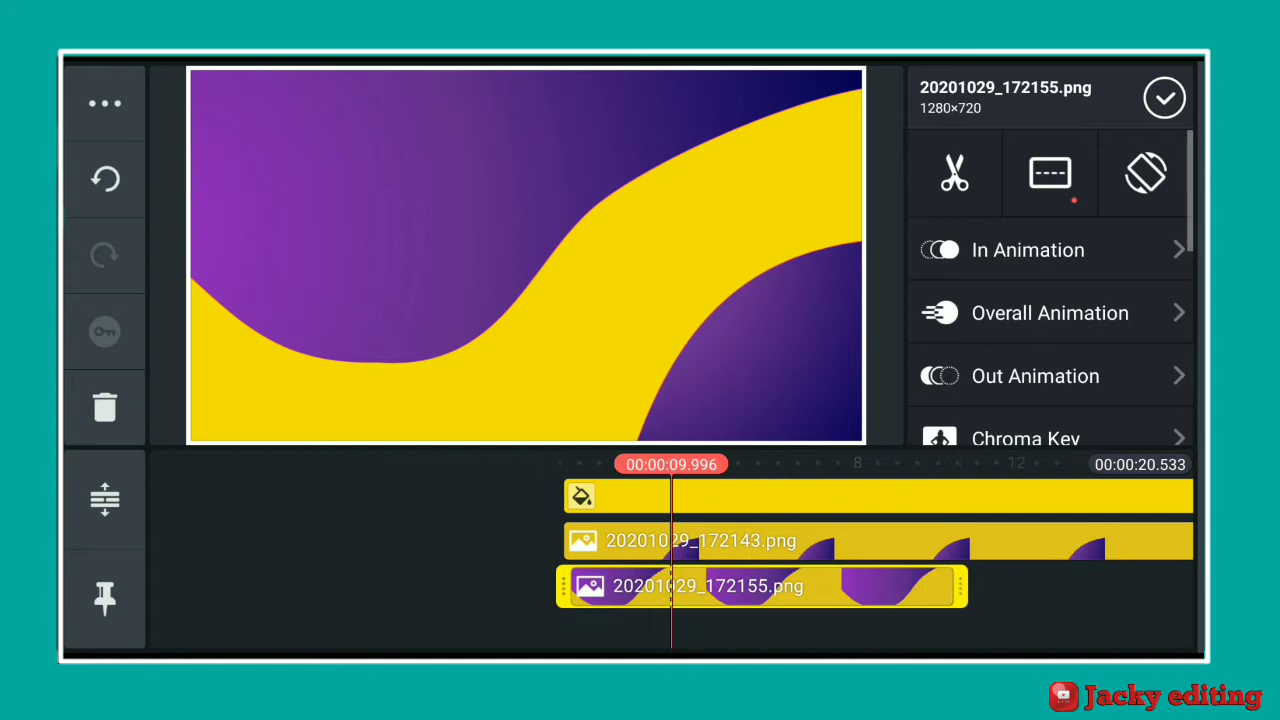 20201029_172155.png
1280×720
In Animation
Overall Animation
Out Animation
Chroma Key
00:00:09.996
8
12
00:00:20.533
20201029_172143.png
20201029_172155.png
Jacky editing